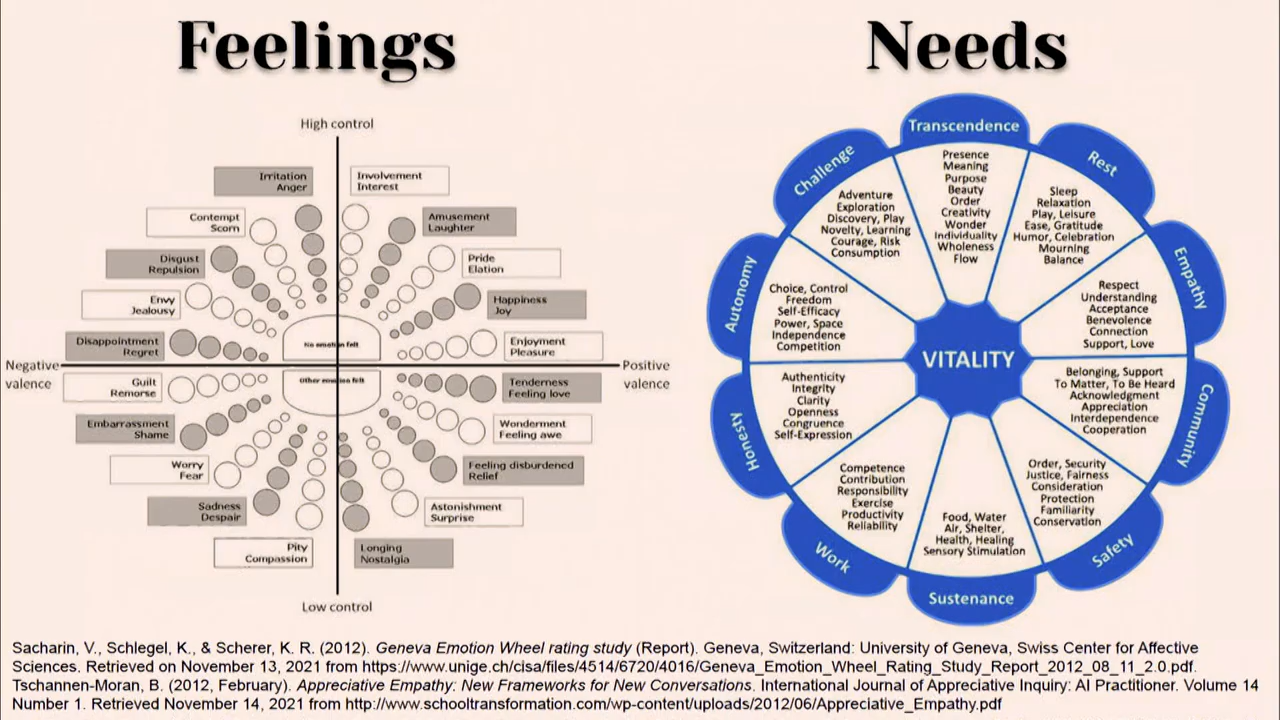 Feelings
Needs
High control
Irritation
Anger
Involvement
Interest
Contempt
Scorn
Amusement
Laughter
Disgust
Repulsion
Pride
Elation
Envy
Jealousy
Happiness
Joy
Disappointment
Regret
No emotion felt
Enjoyment
Pleasure
Negative
valence
Positive
valence
Guilt
Remorse
Other emotion felt
Tenderness
Feeling love
Embarrassment
Shame
Wonderment
Feeling awe
Worry
Fear
Feeling disburdened
Relief
Sadness
Despair
Astonishment
Surprise
Pity
Compassion
Longing
Nostalgia
Low control
Transcendence
Presence
Meaning
Purpose
Beauty
Order
Creativity
Wonder
Individuality
Wholeness
Flow
Rest
Sleep
Relaxation
Play, Leisure
Ease, Gratitude
Humor, Celebration
Mourning
Balance
Empathy
Respect
Understanding
Acceptance
Benevolence
Connection
Support, Love
Community
Belonging, Support
To Matter, To Be Heard
Acknowledgment
Appreciation
Interdependence
Cooperation
Safety
Order, Security
Justice, Fairness
Consideration
Protection
Familiarity
Conservation
Sustenance
Food, Water
Air, Shelter,
Health, Healing
Sensory Stimulation
Work
Competence
Contribution
Responsibility
Exercise
Productivity
Reliability
Honesty
Authenticity
Integrity
Clarity
Openness
Congruence
Self-Expression
Autonomy
Choice, Control
Freedom
Self-Efficacy
Power, Space
Independence
Competition
Challenge
Adventure
Exploration
Discovery, Play
Novelty, Learning
Courage, Risk
Consumption
VITALITY
Sacharin, V., Schlegel, K., & Scherer, K. R. (2012). Geneva Emotion Wheel rating study (Report). Geneva, Switzerland: University of Geneva, Swiss Center for Affective
Sciences. Retrieved on November 13, 2021 from https://www.unige.ch/cisa/files/4514/6720/4016/Geneva_Emotion_Wheel_Rating_Study_Report_2012_08_11_2.0.pdf.
Tschannen-Moran, B. (2012, February). Appreciative Empathy: New Frameworks for New Conversations. International Journal of Appreciative Inquiry: AI Practitioner. Volume 14
Number 1. Retrieved November 14, 2021 from http://www.schooltransformation.com/wp-content/uploads/2012/06/Appreciative_Empathy.pdf